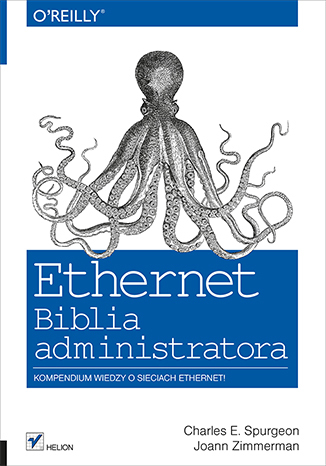 O'REILLY®
Ethernet
Biblia
administratora
KOMPENDIUM WIEDZY O SIECIACH ETHERNET!
Charles E. Spurgeon
Joann Zimmerman
HELION